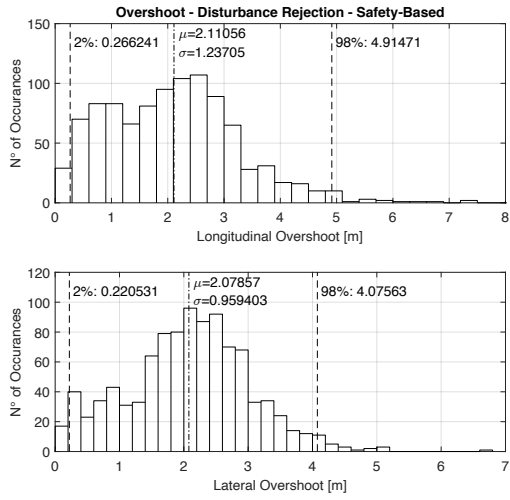 Overshoot - Disturbance Rejection - Safety-Based
150
100
50
0
N° of Occurances
2%: 0.266241
μ=2.11056
σ=1.23705
98%: 4.91471
0 1 2 3 4 5 6 7 8
Longitudinal Overshoot [m]
120
100
80
60
40
20
0
N° of Occurances
2%: 0.220531
μ=2.07857
σ=0.959403
98%: 4.07563
0 1 2 3 4 5 6 7
Lateral Overshoot [m]